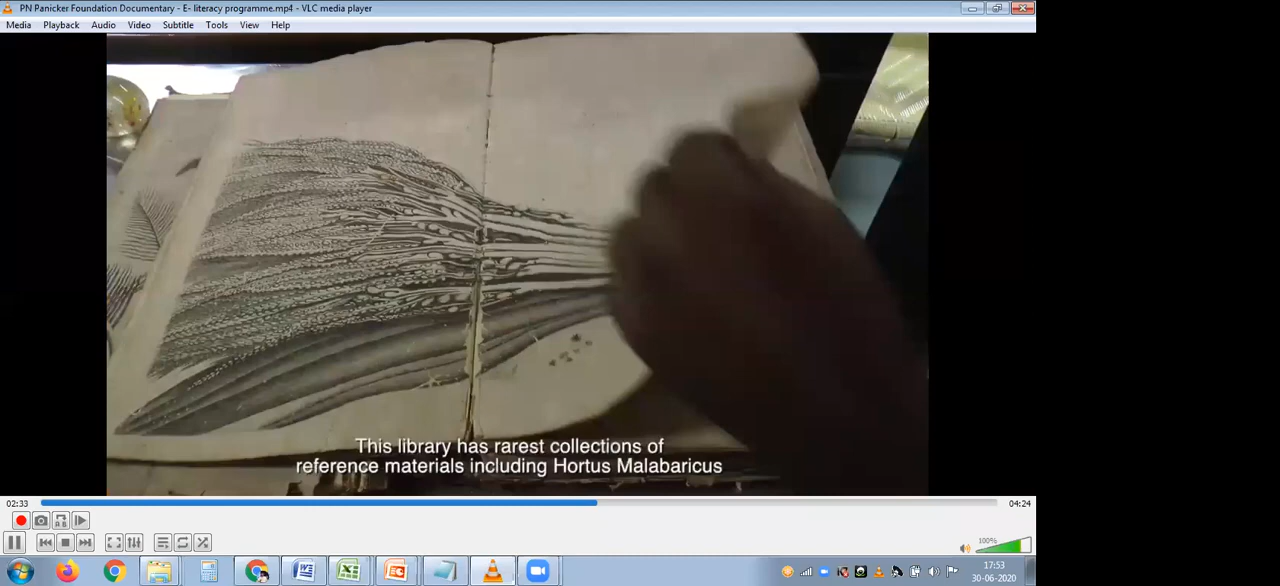 PN Panicker Foundation Documentary - E- literacy programme.mp4 - VLC media player
Media Playback Audio Video Subtitle Tools View Help
This library has rarest collections of
reference materials including Hortus Malabaricus
02:33
04:24
100%
17:53
30-06-2020